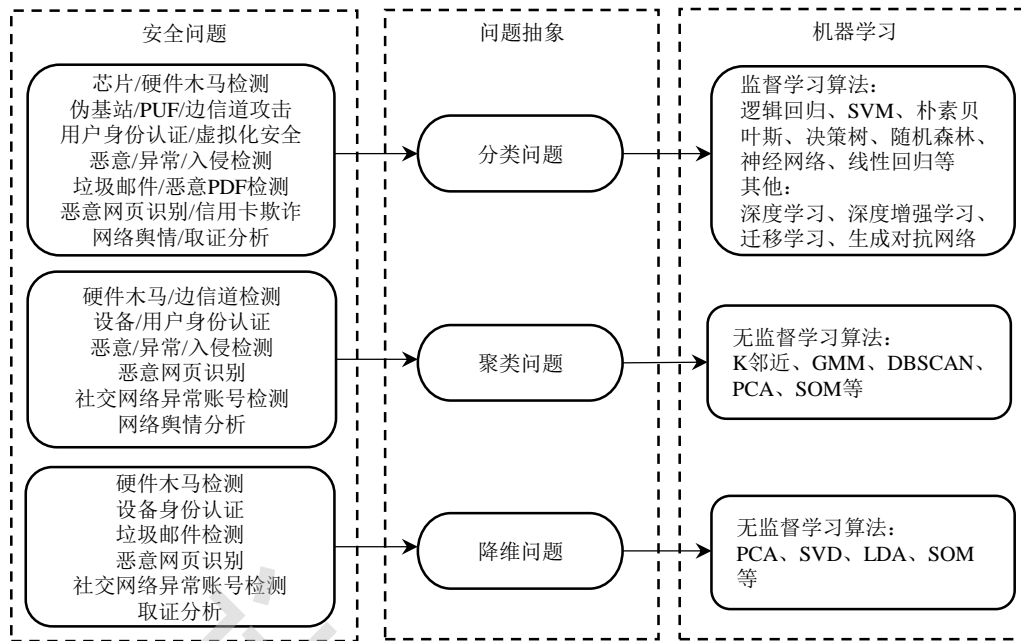 安全问题
芯片/硬件木马检测
伪基站/PUF/边信道攻击
用户身份认证/虚拟化安全
恶意/异常/入侵检测
垃圾邮件/恶意PDF检测
恶意网页识别/信用卡欺诈
网络舆情/取证分析
硬件木马/边信道检测
设备/用户身份认证
恶意/异常/入侵检测
恶意网页识别
社交网络异常账号检测
网络舆情分析
硬件木马检测
设备身份认证
垃圾邮件检测
恶意网页识别
社交网络异常账号检测
取证分析
问题抽象
分类问题
聚类问题
降维问题
机器学习
监督学习算法：
逻辑回归、SVM、朴素贝
叶斯、决策树、随机森林、
神经网络、线性回归等
其他：
深度学习、深度增强学习、
迁移学习、生成对抗网络
无监督学习算法：
K邻近、GMM、DBSCAN、
PCA、SOM等
无监督学习算法：
PCA、SVD、LDA、SOM
等